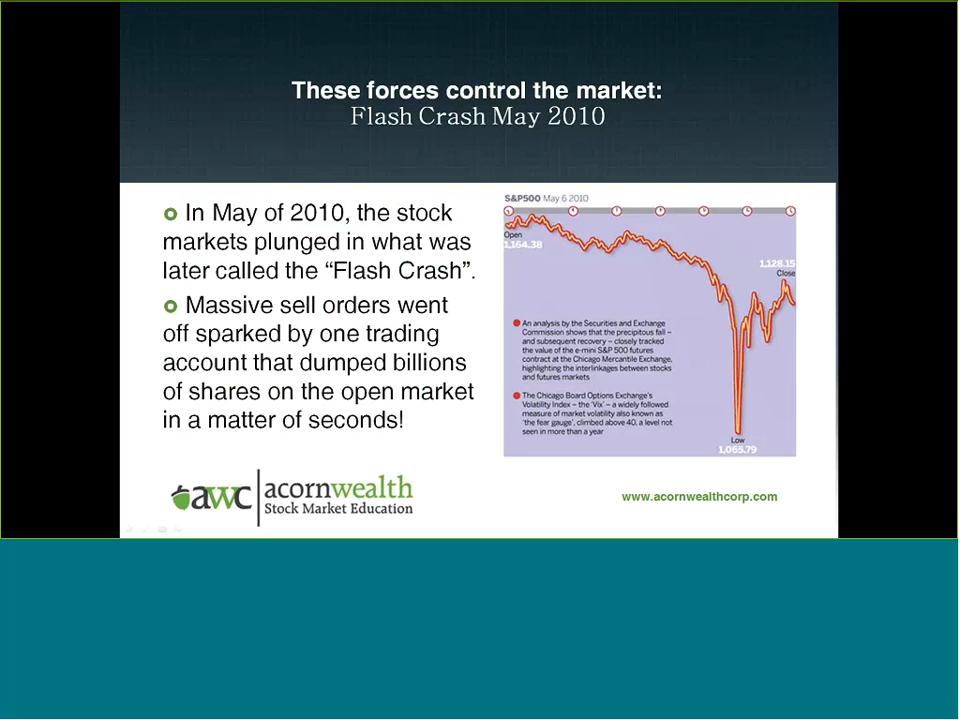 These forces control the market:
Flash Crash May 2010
In May of 2010, the stock
markets plunged in what was
later called the “Flash Crash”.
Massive sell orders went
off sparked by one trading
account that dumped billions
of shares on the open market
in a matter of seconds!
S&P500 May 6 2010
Open
1,164.38
1,128.15
Close
An analysis by the Securities and Exchange
Commission shows that the precipitous fall –
and subsequent recovery – closely tracked
the value of the e-mini S&P 500 futures
contract at the Chicago Mercantile Exchange,
highlighting the interlinkages between stocks
and futures markets
The Chicago Board Options Exchange’s
Volatility Index – the ‘Vix’ – a widely followed
measure of market volatility also known as
‘the fear gauge’, climbed above 40, a level not
seen in more than a year
Low
1,065.79
awc acornwealth
Stock Market Education
www.acornwealthcorp.com